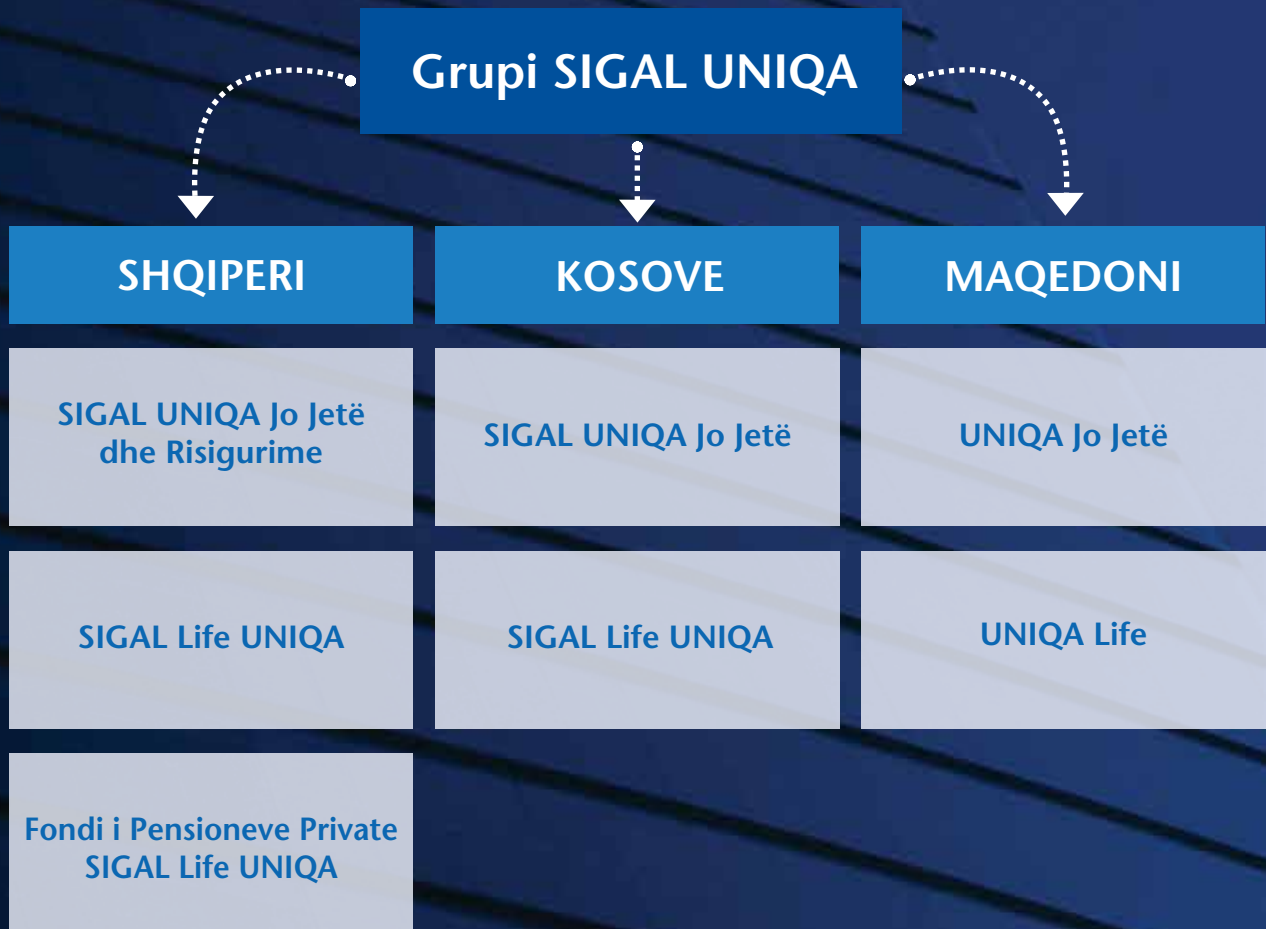 Grupi SIGAL UNIQA
SHQIPERI
KOSOVE
MAQEDONI
SIGAL UNIQA Jo Jetë
dhe Risigurime
SIGAL UNIQA Jo Jetë
UNIQA Jo Jetë
SIGAL Life UNIQA
SIGAL Life UNIQA
UNIQA Life
Fondi i Pensioneve Private
SIGAL Life UNIQA